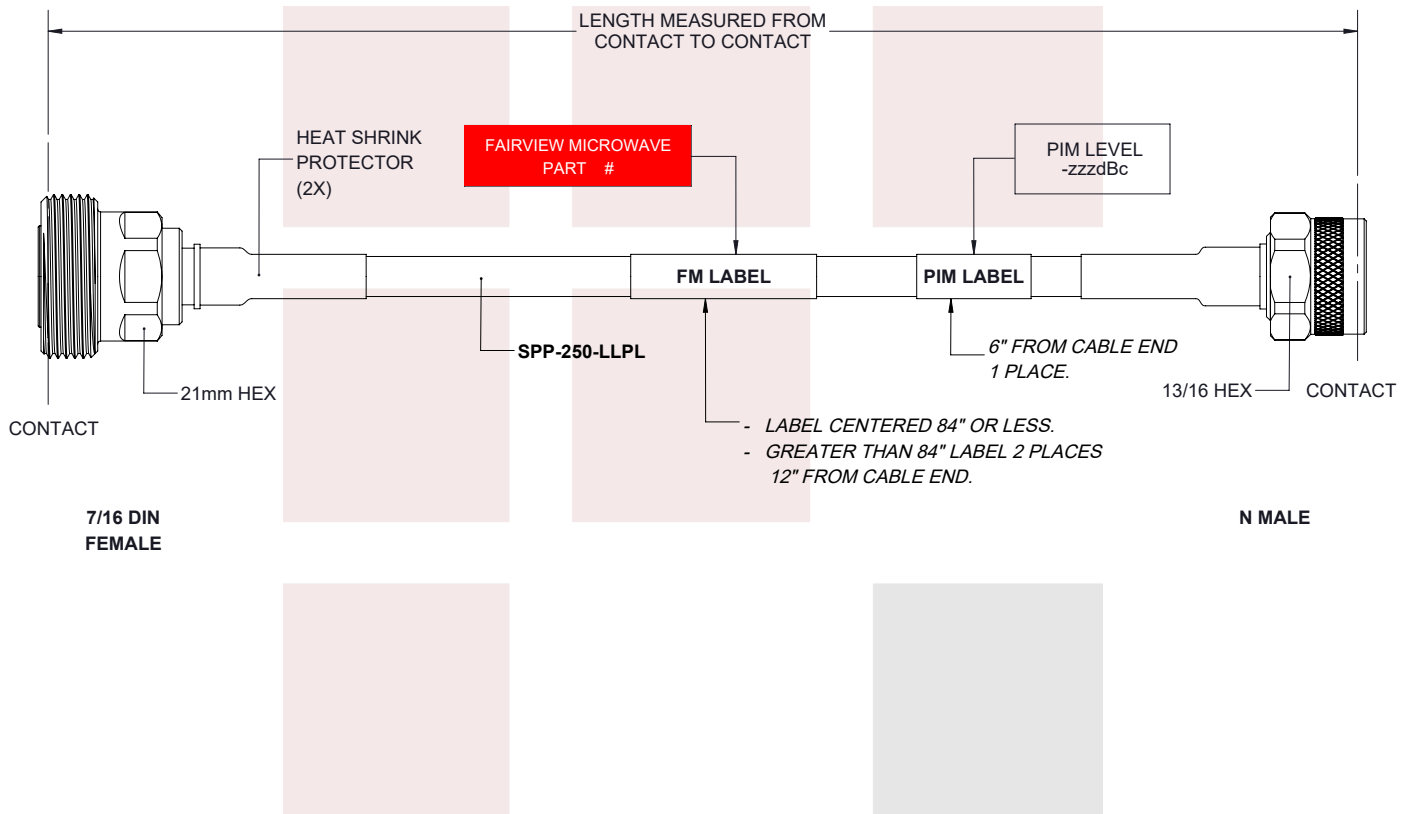 LENGTH MEASURED FROM
CONTACT TO CONTACT
HEAT SHRINK
PROTECTOR
(2X)
FAIRVIEW MICROWAVE
PART #
PIM LEVEL
-zzzdBc
FM LABEL
PIM LABEL
SPP-250-LLPL
6" FROM CABLE END
1 PLACE.
21mm HEX
13/16 HEX
CONTACT
CONTACT
- LABEL CENTERED 84" OR LESS.
- GREATER THAN 84" LABEL 2 PLACES
12" FROM CABLE END.
7/16 DIN
FEMALE
N MALE